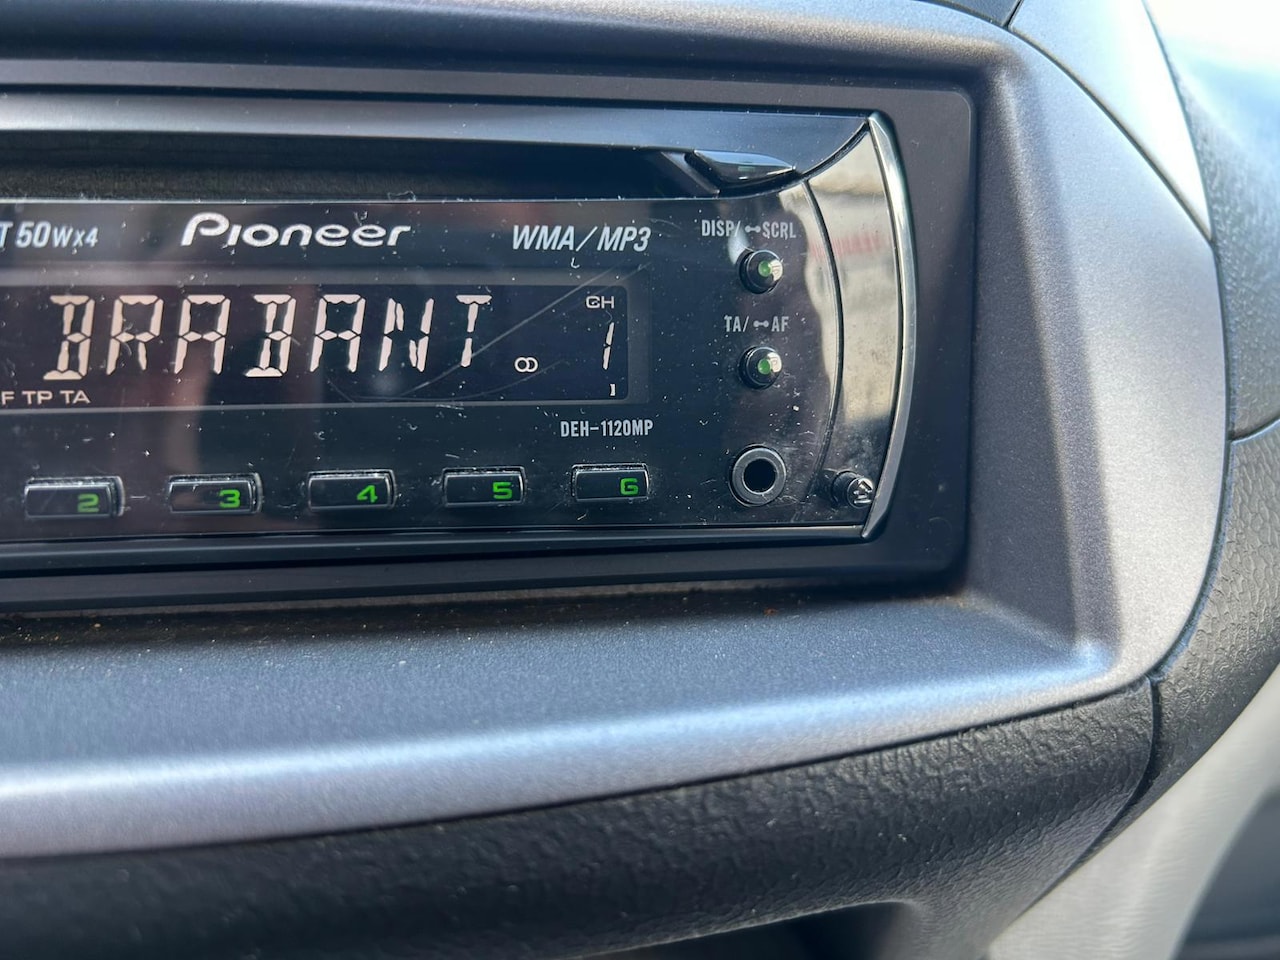 T 50Wx4 Pioneer WMA/MP3
DISP/ SCRL
CH
BRABANT 1
TA/ AF
F TP TA
DEH-1120MP
2 3 4 5 6